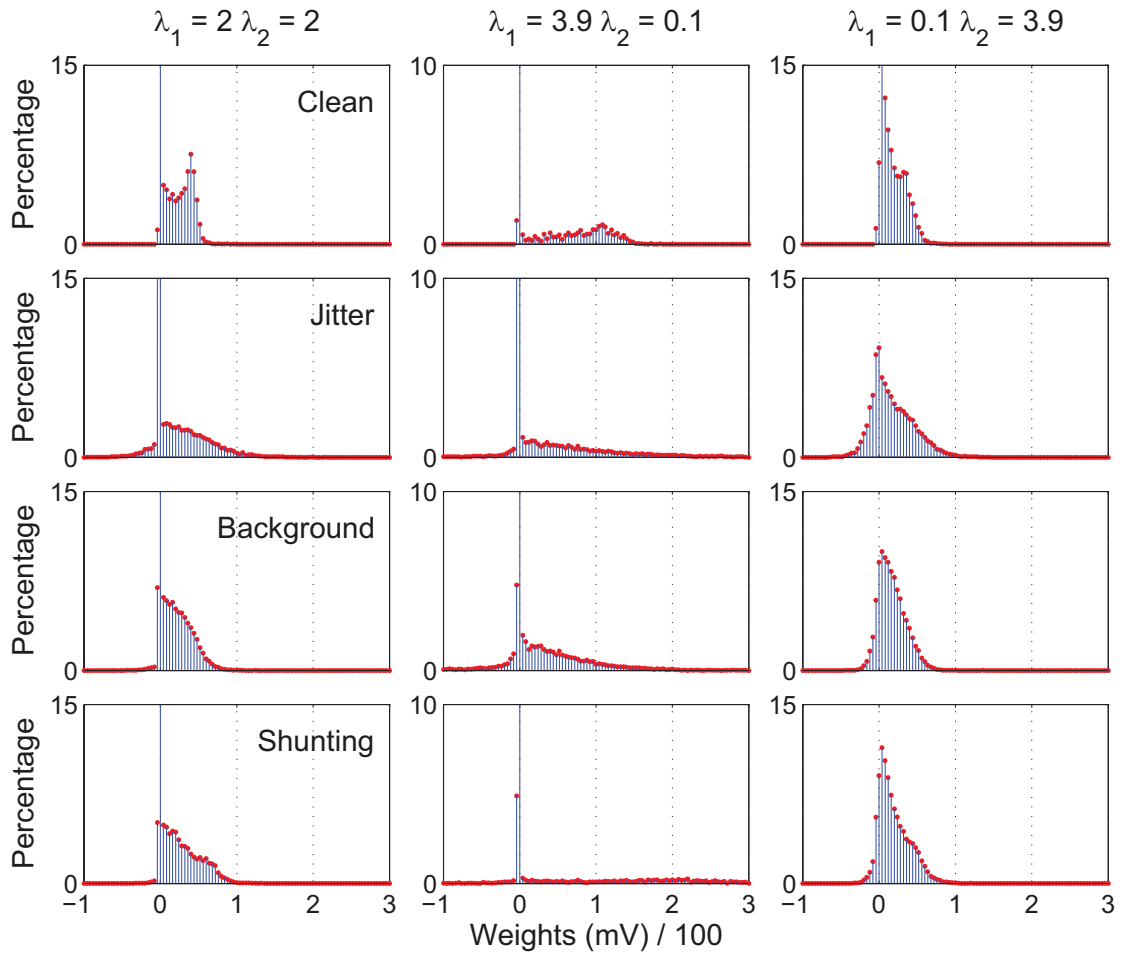 λ1 = 2 λ2 = 2
λ1 = 3.9 λ2 = 0.1
λ1 = 0.1 λ2 = 3.9
Percentage
15
0
Clean
10
0
15
0
Percentage
15
0
Jitter
10
0
15
0
Percentage
15
0
Background
10
0
15
0
Percentage
15
0
Shunting
10
0
15
0
−1 0 1 2 3
−1 0 1 2 3
−1 0 1 2 3
Weights (mV) / 100